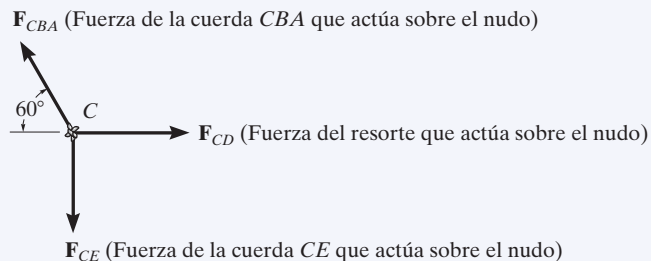 F_CBA (Fuerza de la cuerda CBA que actúa sobre el nudo)
60°
C
F_CD (Fuerza del resorte que actúa sobre el nudo)
F_CE (Fuerza de la cuerda CE que actúa sobre el nudo)